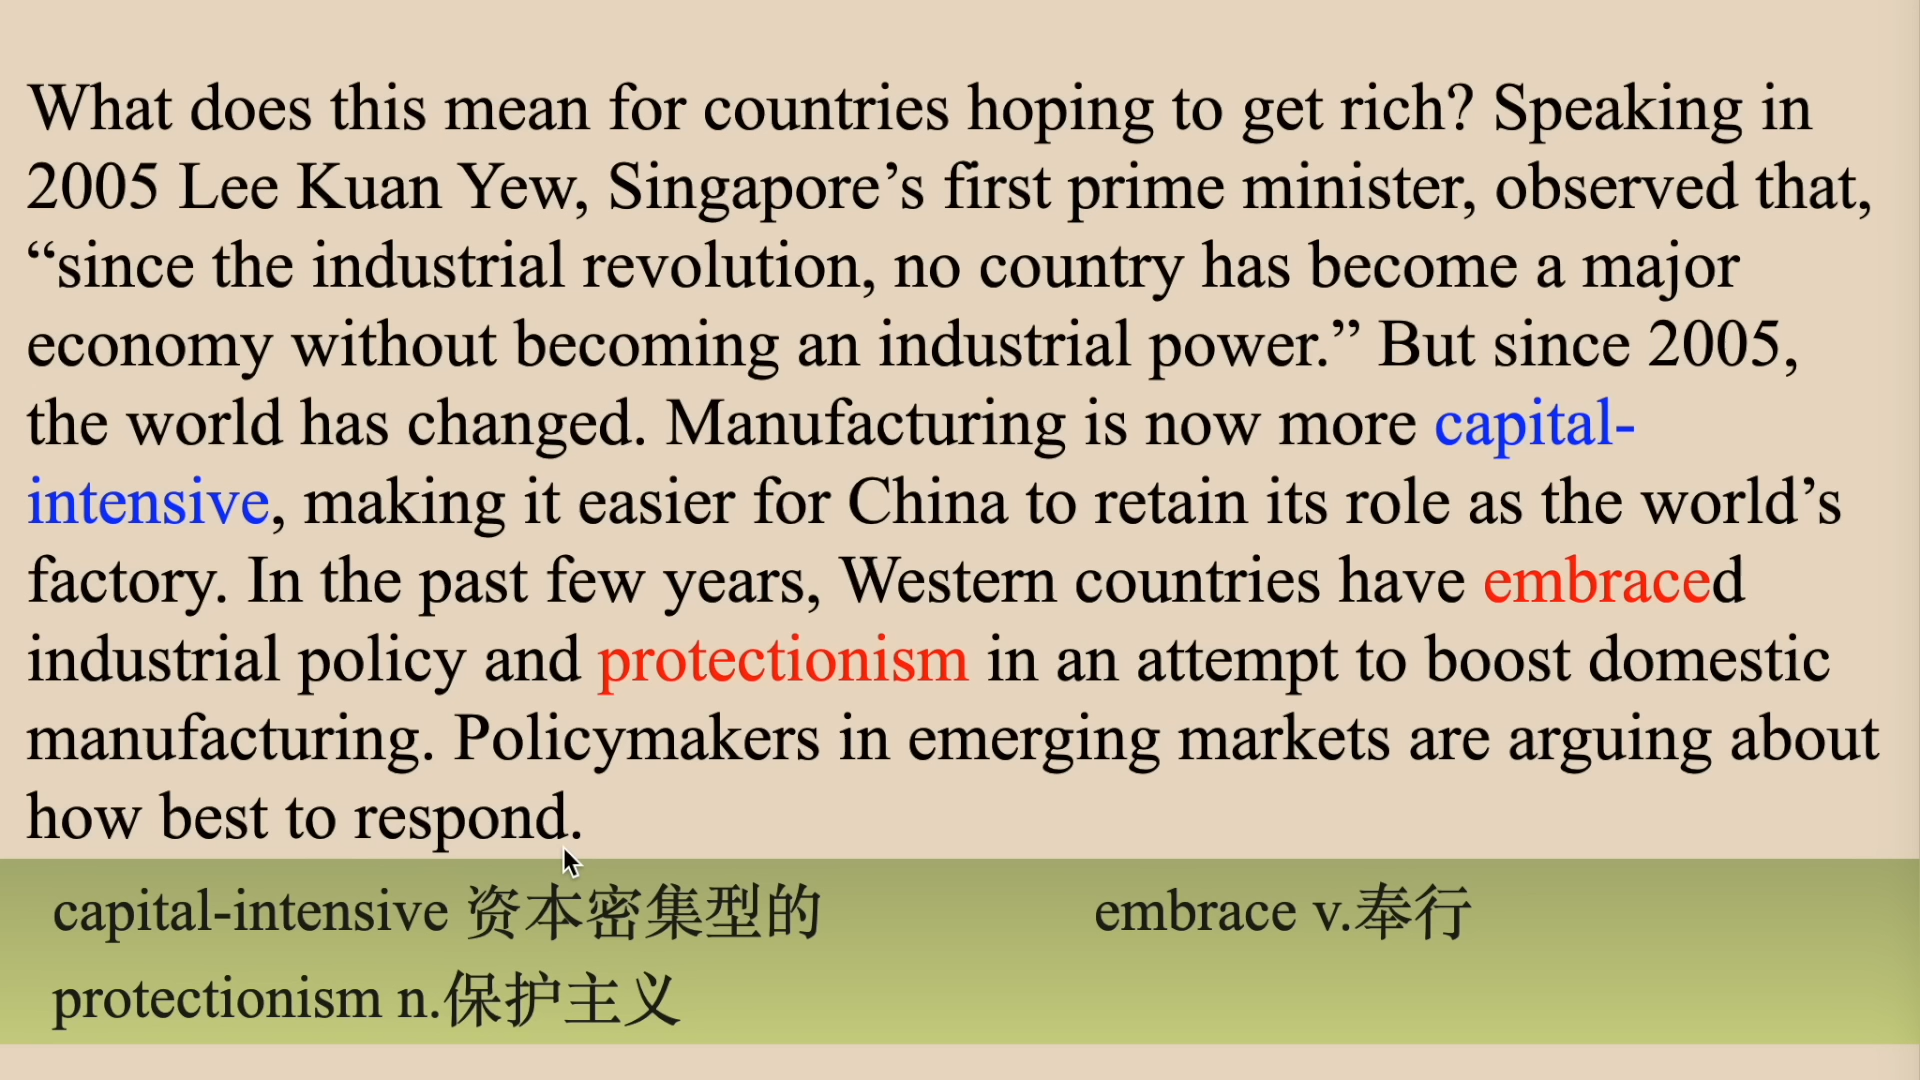 What does this mean for countries hoping to get rich? Speaking in
2005 Lee Kuan Yew, Singapore’s first prime minister, observed that,
“since the industrial revolution, no country has become a major
economy without becoming an industrial power.” But since 2005,
the world has changed. Manufacturing is now more capital-
intensive, making it easier for China to retain its role as the world’s
factory. In the past few years, Western countries have embraced
industrial policy and protectionism in an attempt to boost domestic
manufacturing. Policymakers in emerging markets are arguing about
how best to respond.
capital-intensive 资本密集型的
embrace v.奉行
protectionism n.保护主义